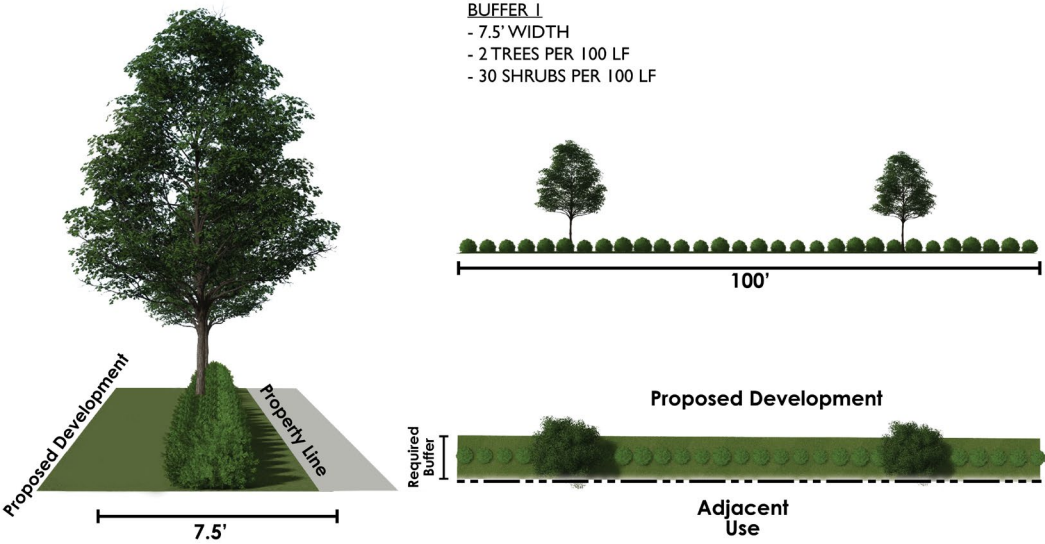 BUFFER 1
- 7.5' WIDTH
- 2 TREES PER 100 LF
- 30 SHRUBS PER 100 LF
100'
Proposed Development
Property Line
7.5'
Proposed Development
Required
Buffer
Adjacent
Use